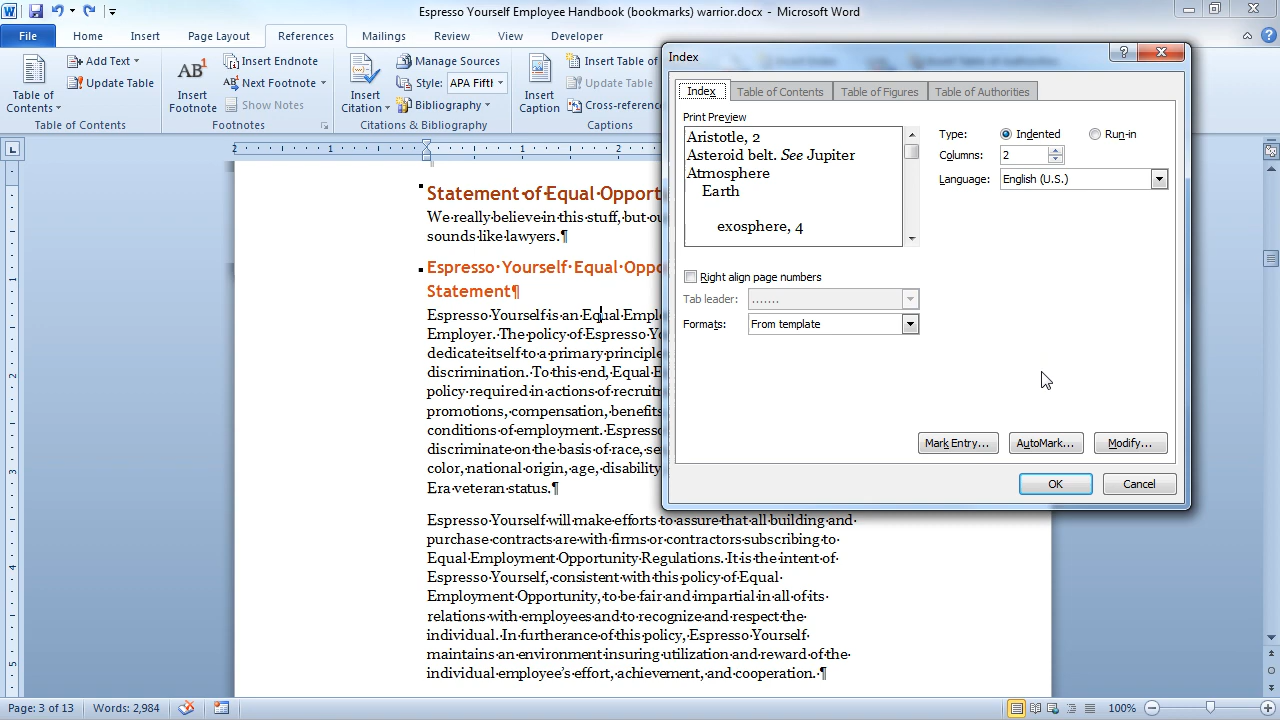 Espresso Yourself Employee Handbook (bookmarks) vwrriorx.ocx - Microsoft Word
File Home Insert Page Layout References Mailings Review View Developer
Table of Contents
Add Text
Update Table
Table of Contents
AB1
Insert Footnote
Insert Endnote
Next Footnote
Show Notes
Footnotes
Insert Citation
Manage Sources
Style: APA Fifth
Bibliography
Citations & Bibliography
Insert Caption
Insert Table of
Update Table
Cross-reference
Captions
Statement of Equal Opportu
We really believe in this stuff, but ou
sounds like lawyers.¶
Espresso Yourself Equal Oppo
Statement¶
Espresso Yourself is an Equal Emplo
Employer. The policy of Espresso Yo
dedicate itself to a primary principle
discrimination. To this end, Equal E
policy required in actions of recruitm
promotions, compensation, benefits
conditions of employment. Espresso
discriminate on the basis of race, se
color, national origin, age, disability
Era veteran status.¶
Espresso Yourself will make efforts to assure that all building and
purchase contracts are with firms or contractors subscribing to
Equal Employment Opportunity Regulations. It is the intent of
Espresso Yourself, consistent with this policy of Equal
Employment Opportunity, to be fair and impartial in all of its
relations with employees and to recognize and respect the
individual. In furtherance of this policy, Espresso Yourself
maintains an environment insuring utilization and reward of the
individual employee's effort, achievement, and cooperation. ¶
Index
Index Table of Contents Table of Figures Table of Authorities
Print Preview
Aristotle, 2
Asteroid belt. See Jupiter
Atmosphere
Earth
exosphere, 4
Type: Indented Run-in
Columns: 2
Language: English (U.S.)
Right align page numbers
Tab leader: .......
Formats: From template
Mark Entry... AutoMark... Modify...
OK Cancel
Page: 3 of 13 Words: 2,984 100%